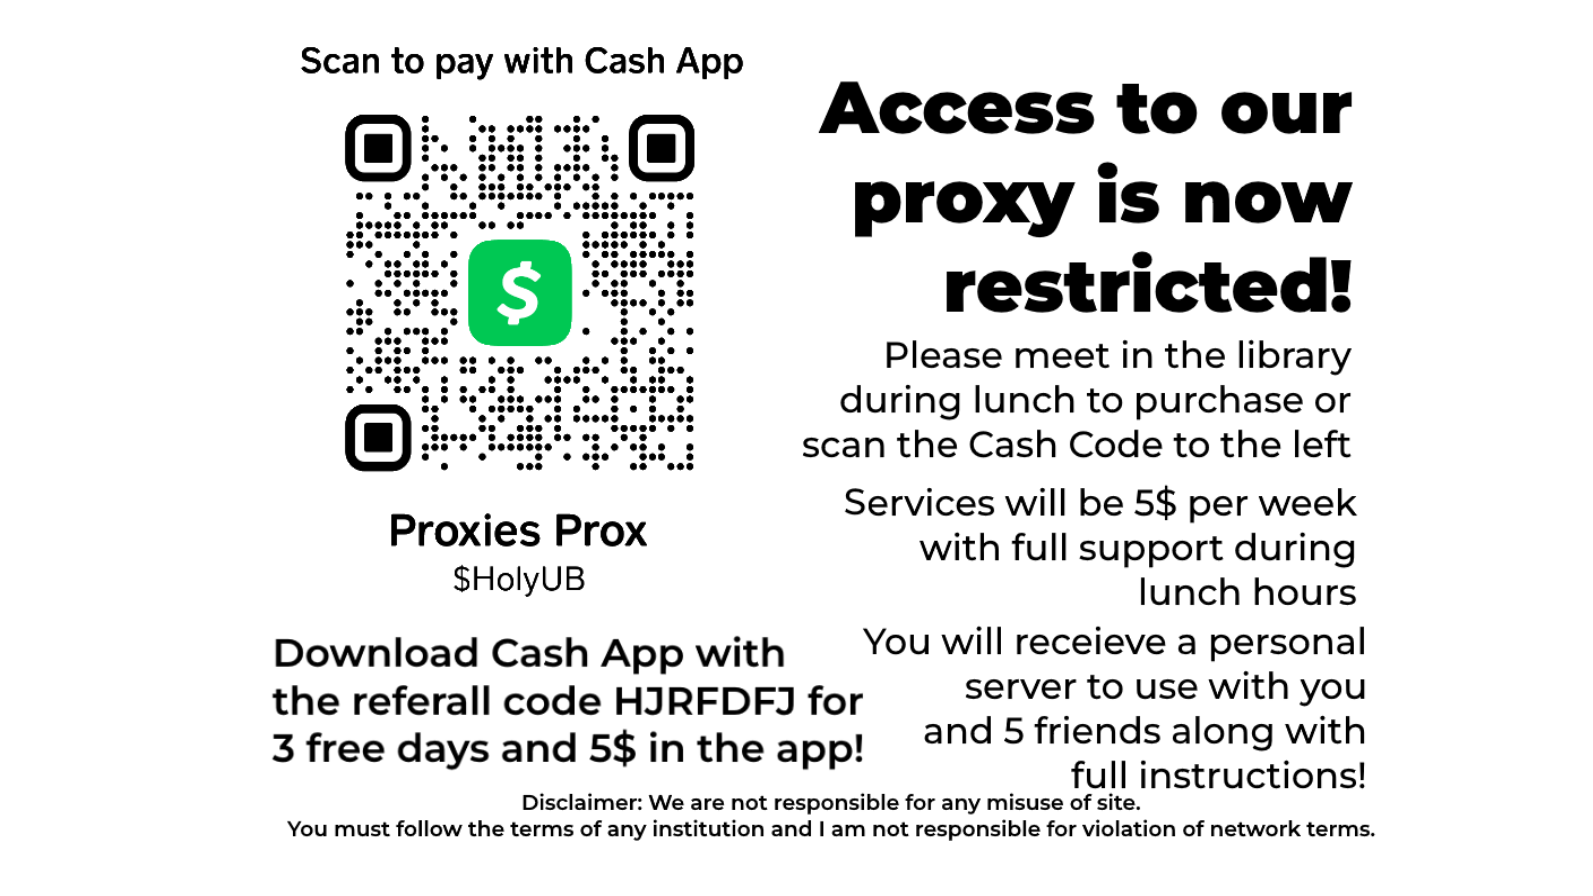 Scan to pay with Cash App
$
Proxies Prox
$HolyUB
Download Cash App with
the referall code HJRFDFJ for
3 free days and 5$ in the app!
Access to our
proxy is now
restricted!
Please meet in the library
during lunch to purchase or
scan the Cash Code to the left
Services will be 5$ per week
with full support during
lunch hours
You will receieve a personal
server to use with you
and 5 friends along with
full instructions!
Disclaimer: We are not responsible for any misuse of site.
You must follow the terms of any institution and I am not responsible for violation of network terms.